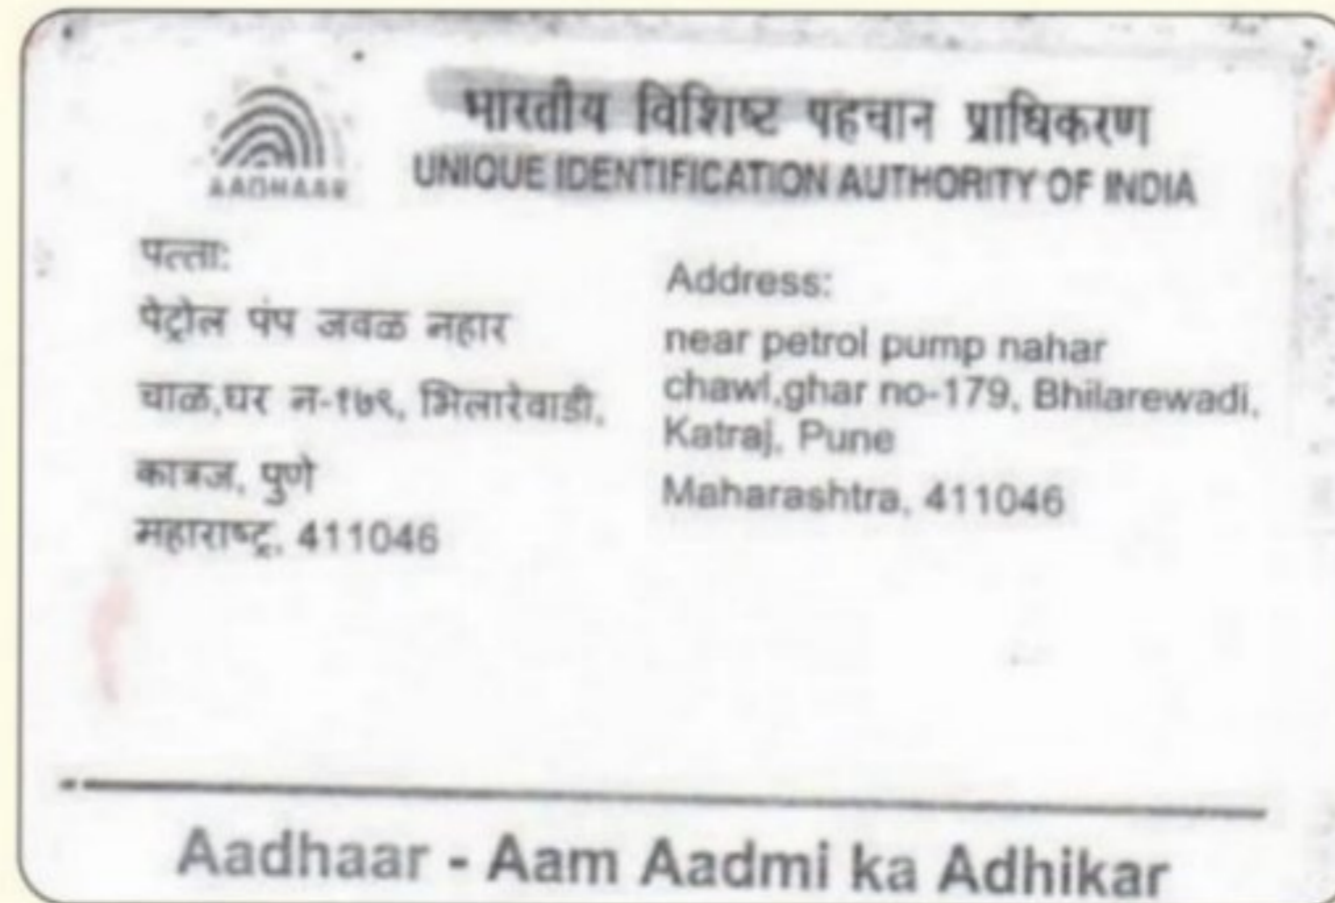 भारतीय विशिष्ट पहचान प्राधिकरण
UNIQUE IDENTIFICATION AUTHORITY OF INDIA
AADHAAR
पत्ता:
पेट्रोल पंप जवळ नहार
चाळ,घर न-१७९, भिलारेवाडी,
कात्रज, पुणे
महाराष्ट्र, 411046
Address:
near petrol pump nahar
chawl,ghar no-179, Bhilarewadi,
Katraj, Pune
Maharashtra, 411046
Aadhaar - Aam Aadmi ka Adhikar